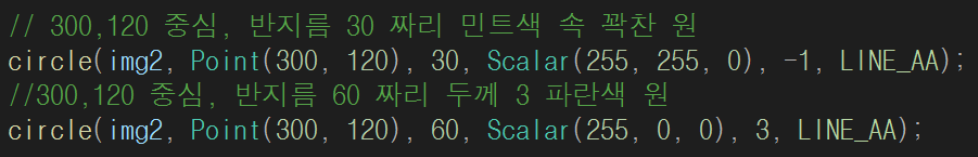 // 300,120 중심, 반지름 30 짜리 민트색 속 꽉찬 원
circle(img2, Point(300, 120), 30, Scalar(255, 255, 0), -1, LINE_AA);
//300,120 중심, 반지름 60 짜리 두께 3 파란색 원
circle(img2, Point(300, 120), 60, Scalar(255, 0, 0), 3, LINE_AA);